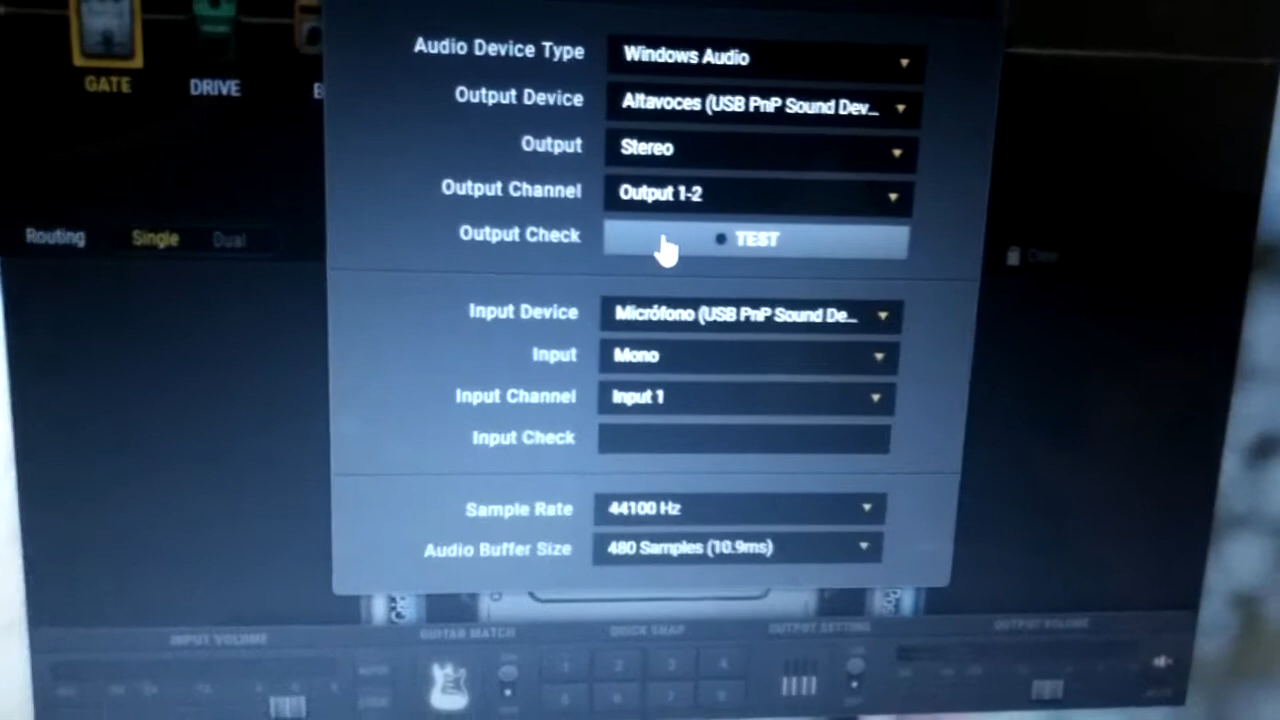 GATE
DRIVE
B
Audio Device Type Windows Audio
Output Device Altavoces (USB PnP Sound Dev...
Output Stereo
Output Channel Output 1-2
Output Check TEST
Routing Single Dual
Input Device Micrófono (USB PnP Sound De...
Input Mono
Input Channel Input 1
Input Check
Sample Rate 44100 Hz
Audio Buffer Size 480 Samples (10.9ms)
INPUT VOLUME GUITAR MATCH QUICK SNAP OUTPUT SETTING OUTPUT VOLUME
1 2 3 4
5 6 7 8